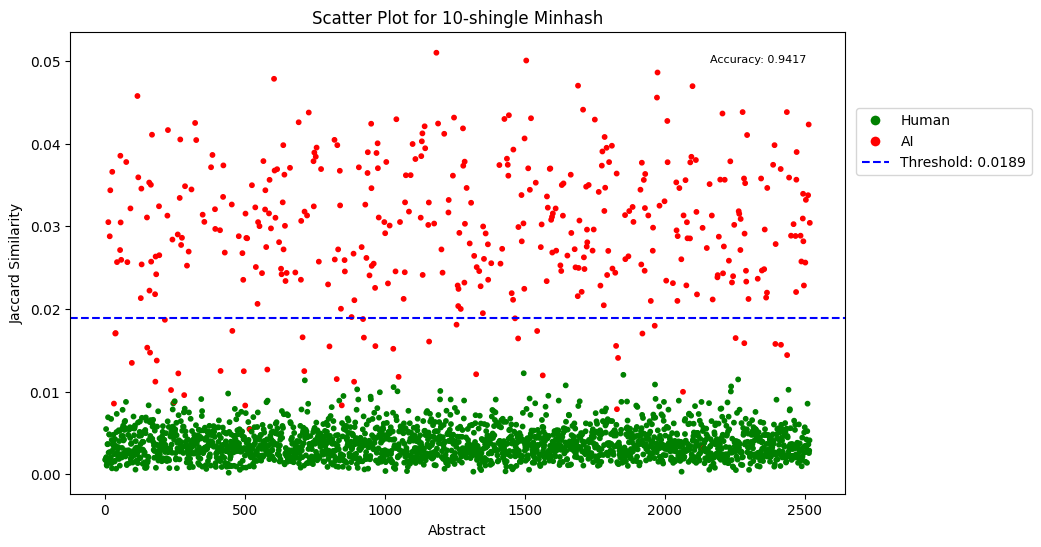 Scatter Plot for 10-shingle Minhash
Accuracy: 0.9417
Human
AI
Threshold: 0.0189
Jaccard Similarity
0.05
0.04
0.03
0.02
0.01
0.00
0
500
1000
1500
2000
2500
Abstract